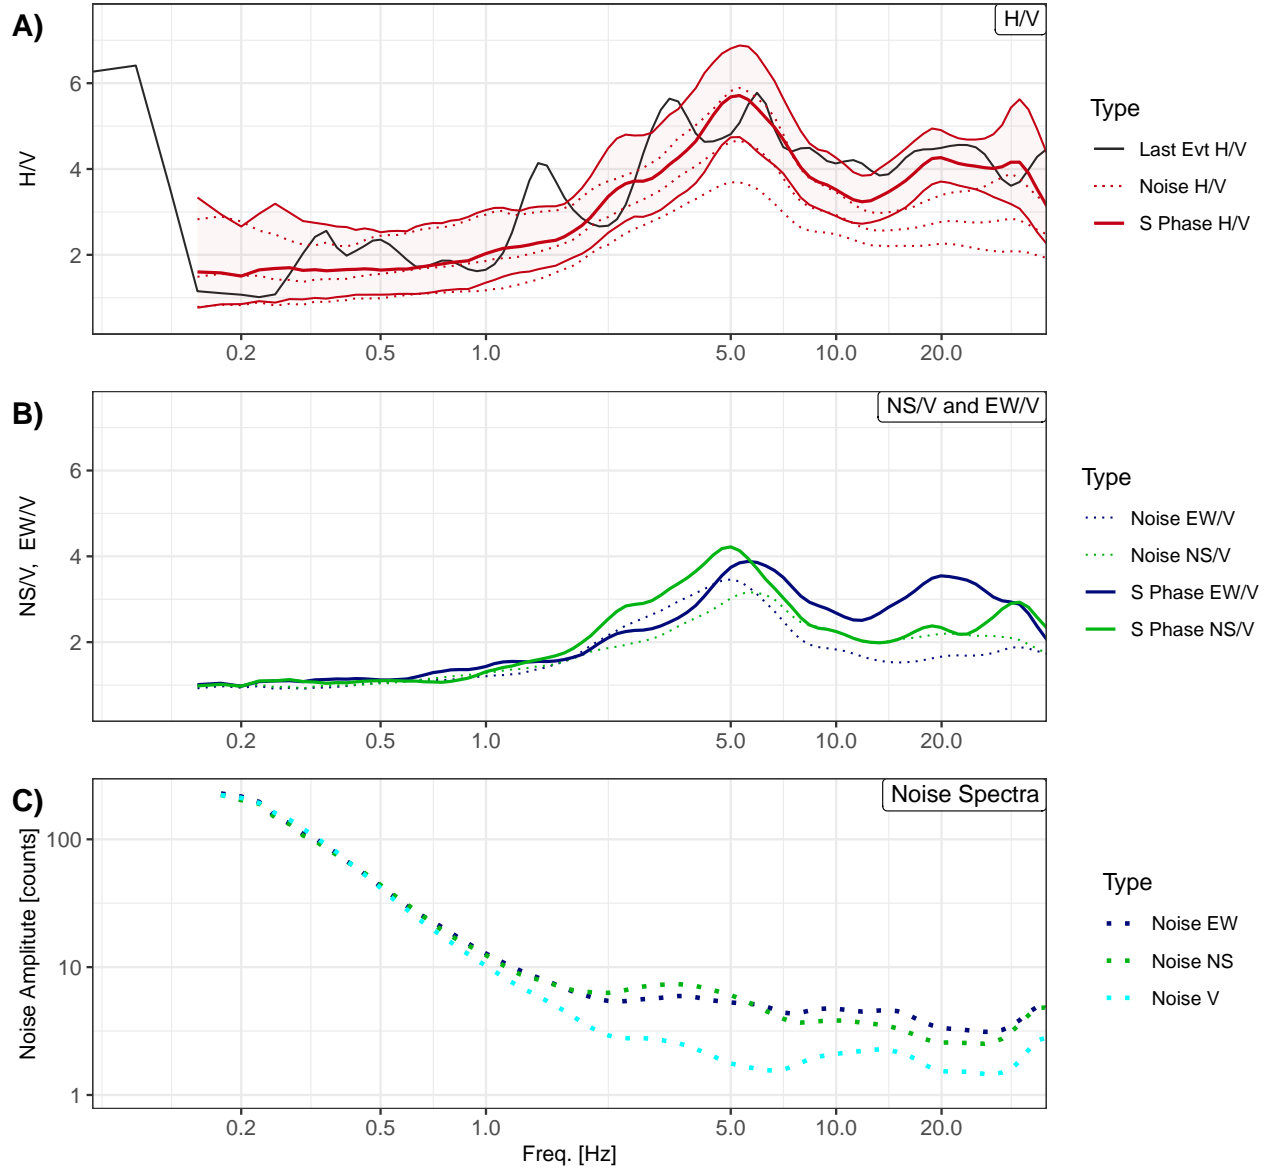 A)
H/V
H/V
6
4
2
0.2 0.5 1.0 5.0 10.0 20.0
Type
Last Evt H/V
Noise H/V
S Phase H/V
B)
NS/V and EW/V
NS/V, EW/V
6
4
2
0.2 0.5 1.0 5.0 10.0 20.0
Type
Noise EW/V
Noise NS/V
S Phase EW/V
S Phase NS/V
C)
Noise Spectra
Noise Amplitute [counts]
100
10
1
0.2 0.5 1.0 5.0 10.0 20.0
Freq. [Hz]
Type
Noise EW
Noise NS
Noise V